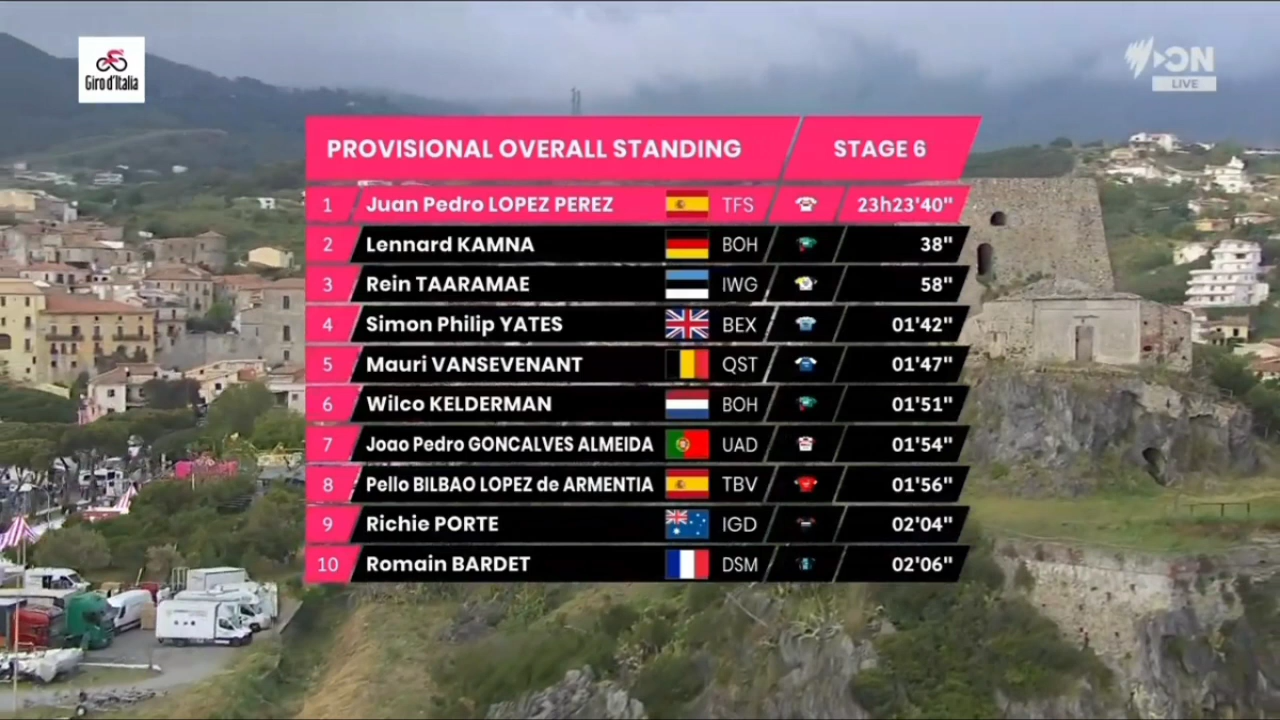 Giro d'Italia
ON
LIVE
PROVISIONAL OVERALL STANDING STAGE 6
1 Juan Pedro LOPEZ PEREZ TFS 23h23'40"
2 Lennard KAMNA BOH 38"
3 Rein TAARAMAE IWG 58"
4 Simon Philip YATES BEX 01'42"
5 Mauri VANSEVENANT QST 01'47"
6 Wilco KELDERMAN BOH 01'51"
7 Joao Pedro GONCALVES ALMEIDA UAD 01'54"
8 Pello BILBAO LOPEZ de ARMENTIA TBV 01'56"
9 Richie PORTE IGD 02'04"
10 Romain BARDET DSM 02'06"